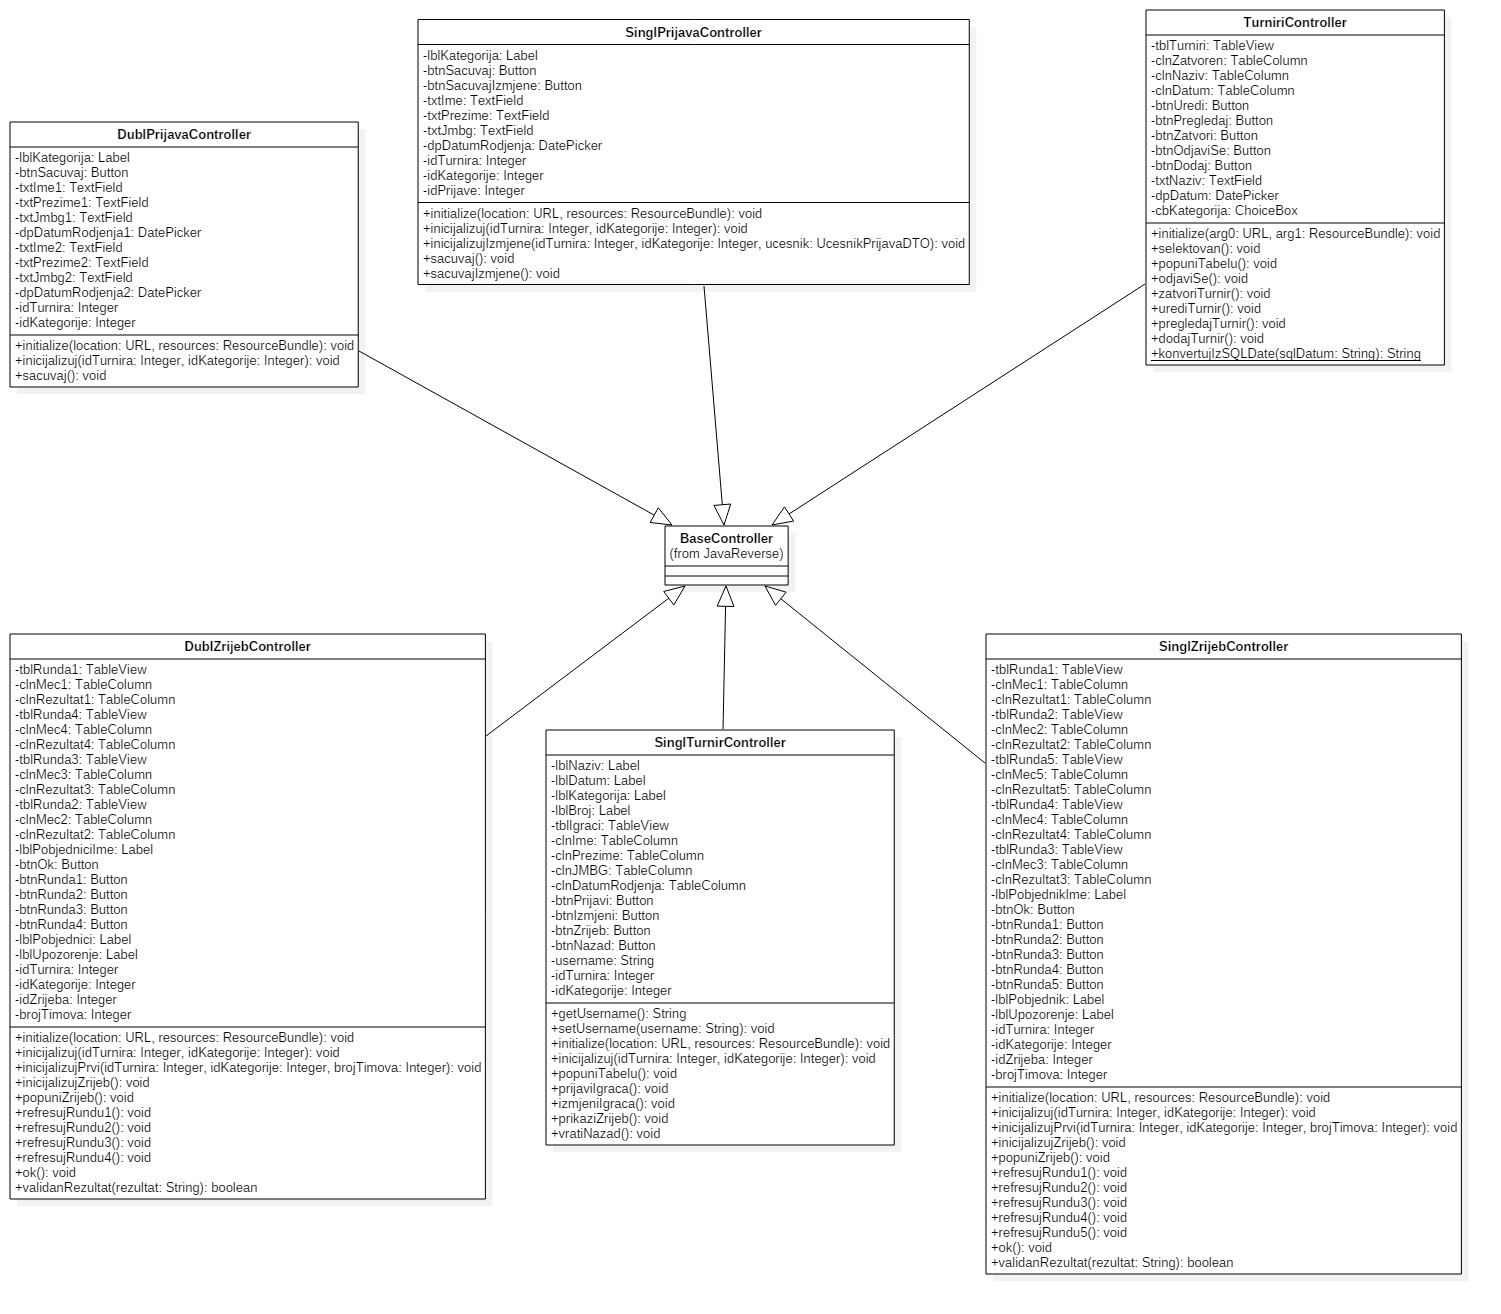 SinglPrijavaController
-lblKategorija: Label
-btnSacuvaj: Button
-btnSacuvajIzmjene: Button
-txtIme: TextField
-txtPrezime: TextField
-txtJmbg: TextField
-dpDatumRodjenja: DatePicker
-idTurnira: Integer
-idKategorije: Integer
-idPrijave: Integer
+initialize(location: URL, resources: ResourceBundle): void
+inicijalizuj(idTurnira: Integer, idKategorije: Integer): void
+inicijalizujIzmjene(idTurnira: Integer, idKategorije: Integer, ucesnik: UcesnikPrijavaDTO): void
+sacuvaj(): void
+sacuvajIzmjene(): void
TurniriController
-tblTurniri: TableView
-clnZatvoren: TableColumn
-clnNaziv: TableColumn
-clnDatum: TableColumn
-btnUredi: Button
-btnPregledaj: Button
-btnZatvori: Button
-btnOdjaviSe: Button
-btnDodaj: Button
-txtNaziv: TextField
-dpDatum: DatePicker
-cbKategorija: ChoiceBox
+initialize(arg0: URL, arg1: ResourceBundle): void
+selektovan(): void
+popuniTabelu(): void
+odjaviSe(): void
+zatvoriTurnir(): void
+urediTurnir(): void
+pregledajTurnir(): void
+dodajTurnir(): void
+konvertujIzSQLDate(sqlDatum: String): String
DublPrijavaController
-lblKategorija: Label
-btnSacuvaj: Button
-txtIme1: TextField
-txtPrezime1: TextField
-txtJmbg1: TextField
-dpDatumRodjenja1: DatePicker
-txtIme2: TextField
-txtPrezime2: TextField
-txtJmbg2: TextField
-dpDatumRodjenja2: DatePicker
-idTurnira: Integer
-idKategorije: Integer
+initialize(location: URL, resources: ResourceBundle): void
+inicijalizuj(idTurnira: Integer, idKategorije: Integer): void
+sacuvaj(): void
BaseController
(from JavaReverse)
DublZrijebController
-tblRunda1: TableView
-clnMec1: TableColumn
-clnRezultat1: TableColumn
-tblRunda4: TableView
-clnMec4: TableColumn
-clnRezultat4: TableColumn
-tblRunda3: TableView
-clnMec3: TableColumn
-clnRezultat3: TableColumn
-tblRunda2: TableView
-clnMec2: TableColumn
-clnRezultat2: TableColumn
-lblPobjedniciIme: Label
-btnOk: Button
-btnRunda1: Button
-btnRunda2: Button
-btnRunda3: Button
-btnRunda4: Button
-lblPobjednici: Label
-lblUpozorenje: Label
-idTurnira: Integer
-idKategorije: Integer
-idZrijeba: Integer
-brojTimova: Integer
+initialize(location: URL, resources: ResourceBundle): void
+inicijalizuj(idTurnira: Integer, idKategorije: Integer): void
+inicijalizujPrvi(idTurnira: Integer, idKategorije: Integer, brojTimova: Integer): void
+inicijalizujZrijeb(): void
+popuniZrijeb(): void
+refresujRundu1(): void
+refresujRundu2(): void
+refresujRundu3(): void
+refresujRundu4(): void
+ok(): void
+validanRezultat(rezultat: String): boolean
SinglTurnirController
-lblNaziv: Label
-lblDatum: Label
-lblKategorija: Label
-lblBroj: Label
-tblIgraci: TableView
-clnIme: TableColumn
-clnPrezime: TableColumn
-clnJMBG: TableColumn
-clnDatumRodjenja: TableColumn
-btnPrijavi: Button
-btnIzmjeni: Button
-btnZrijeb: Button
-btnNazad: Button
-username: String
-idTurnira: Integer
-idKategorije: Integer
+getUsername(): String
+setUsername(username: String): void
+initialize(location: URL, resources: ResourceBundle): void
+inicijalizuj(idTurnira: Integer, idKategorije: Integer): void
+popuniTabelu(): void
+prijaviIgraca(): void
+izmjeniIgraca(): void
+prikaziZrijeb(): void
+vratiNazad(): void
SinglZrijebController
-tblRunda1: TableView
-clnMec1: TableColumn
-clnRezultat1: TableColumn
-tblRunda2: TableView
-clnMec2: TableColumn
-clnRezultat2: TableColumn
-tblRunda5: TableView
-clnMec5: TableColumn
-clnRezultat5: TableColumn
-tblRunda4: TableView
-clnMec4: TableColumn
-clnRezultat4: TableColumn
-tblRunda3: TableView
-clnMec3: TableColumn
-clnRezultat3: TableColumn
-lblPobjednikIme: Label
-btnOk: Button
-btnRunda1: Button
-btnRunda2: Button
-btnRunda3: Button
-btnRunda4: Button
-btnRunda5: Button
-lblPobjednik: Label
-lblUpozorenje: Label
-idTurnira: Integer
-idKategorije: Integer
-idZrijeba: Integer
-brojTimova: Integer
+initialize(location: URL, resources: ResourceBundle): void
+inicijalizuj(idTurnira: Integer, idKategorije: Integer): void
+inicijalizujPrvi(idTurnira: Integer, idKategorije: Integer, brojTimova: Integer): void
+inicijalizujZrijeb(): void
+popuniZrijeb(): void
+refresujRundu1(): void
+refresujRundu2(): void
+refresujRundu3(): void
+refresujRundu4(): void
+refresujRundu5(): void
+ok(): void
+validanRezultat(rezultat: String): boolean